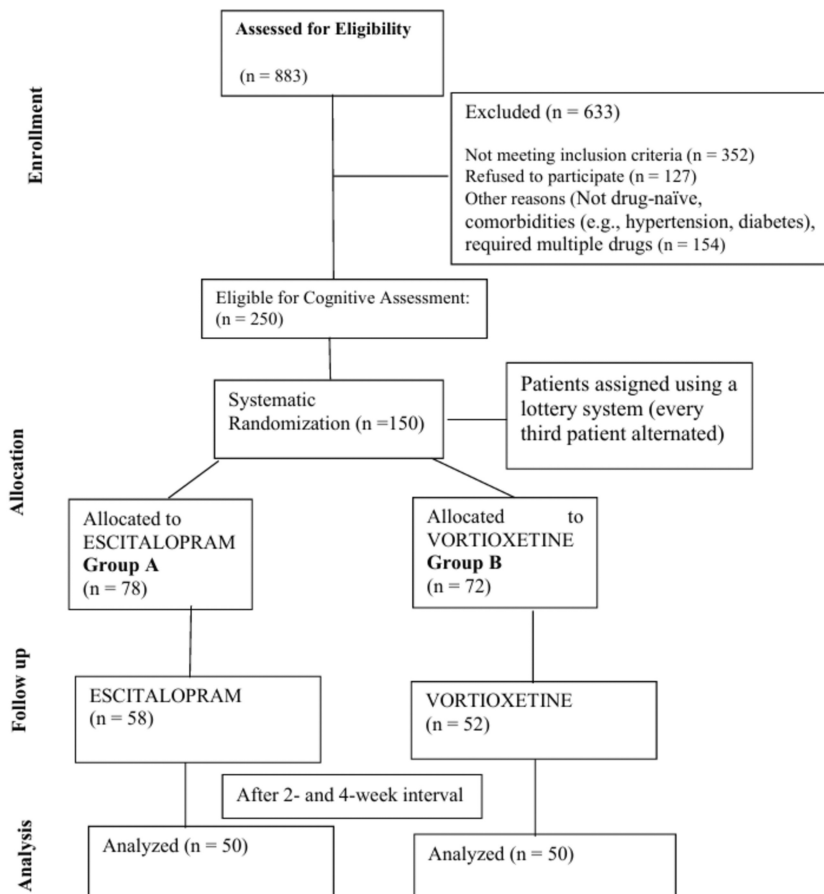 Assessed for Eligibility
(n = 883)
Enrollment
Excluded (n = 633)
Not meeting inclusion criteria (n = 352)
Refused to participate (n = 127)
Other reasons (Not drug-naïve,
comorbidities (e.g., hypertension, diabetes),
required multiple drugs (n = 154)
Eligible for Cognitive Assessment:
(n = 250)
Systematic
Randomization (n =150)
Patients assigned using a
lottery system (every
third patient alternated)
Allocation
Allocated to
ESCITALOPRAM
Group A
(n = 78)
Allocated to
VORTIOXETINE
Group B
(n = 72)
Follow up
ESCITALOPRAM
(n = 58)
VORTIOXETINE
(n = 52)
After 2- and 4-week interval
Analysis
Analyzed (n = 50)
Analyzed (n = 50)